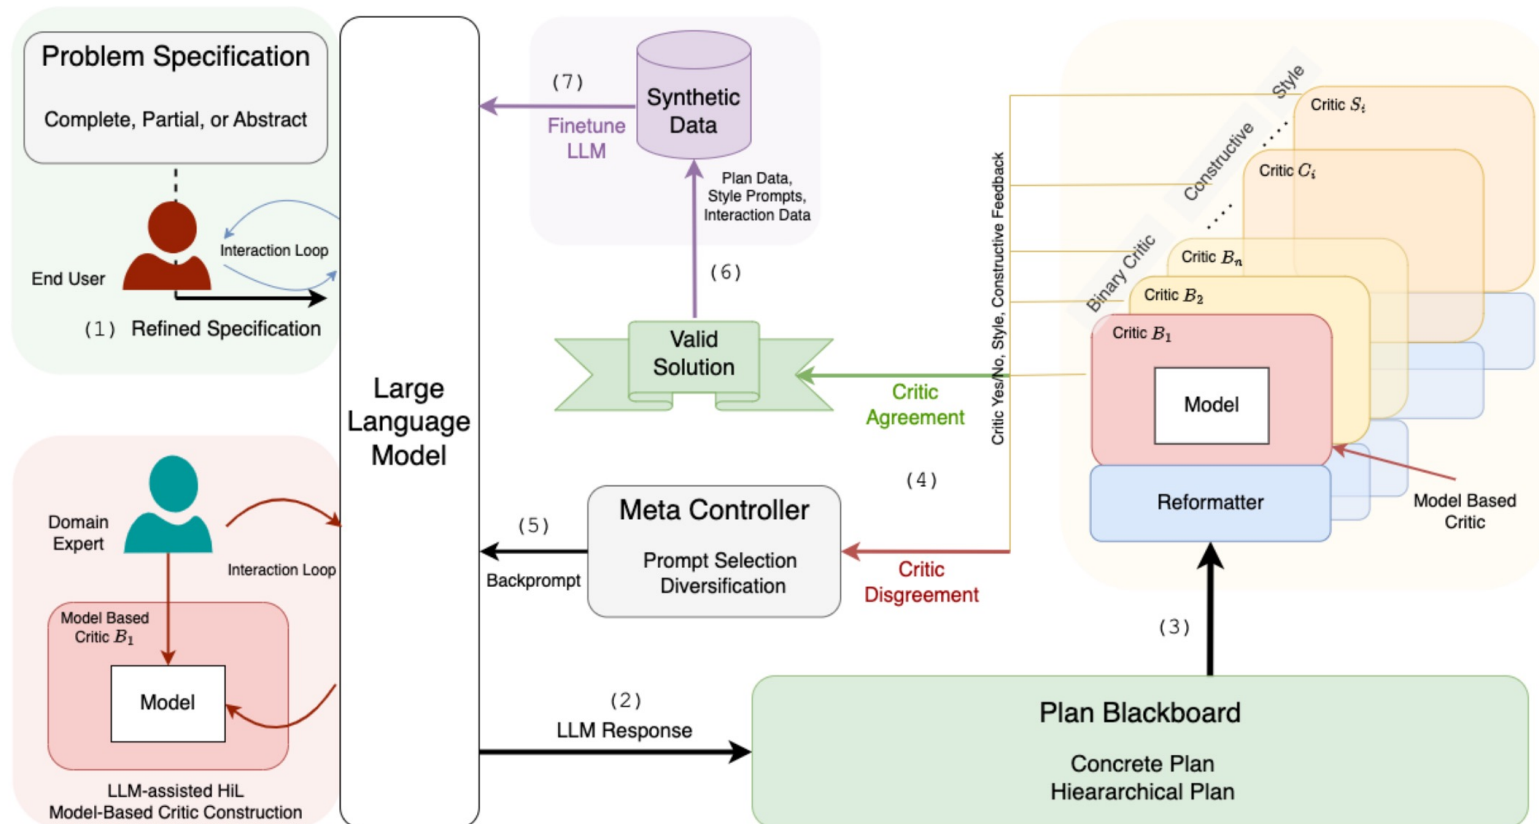 Problem Specification
Complete, Partial, or Abstract
Interaction Loop
End User
(1) Refined Specification
Domain
Expert
Interaction Loop
Model Based
Critic B₁
Model
LLM-assisted HiL
Model-Based Critic Construction
Large
Language
Model
(7)
Finetune
LLM
Synthetic
Data
Plan Data,
Style Prompts,
Interaction Data
(6)
Valid
Solution
Critic
Agreement
(4)
(5)
Backprompt
Meta Controller
Prompt Selection
Diversification
Critic
Disgreement
(2)
LLM Response
Plan Blackboard
Concrete Plan
Hieararchical Plan
(3)
Critic Yes/No, Style, Constructive Feedback
Style
Constructive
Binary Critic
Critic Sᵢ
Critic Cᵢ
Critic Bₙ
Critic B₂
Critic B₁
Model
Reformatter
Model Based
Critic